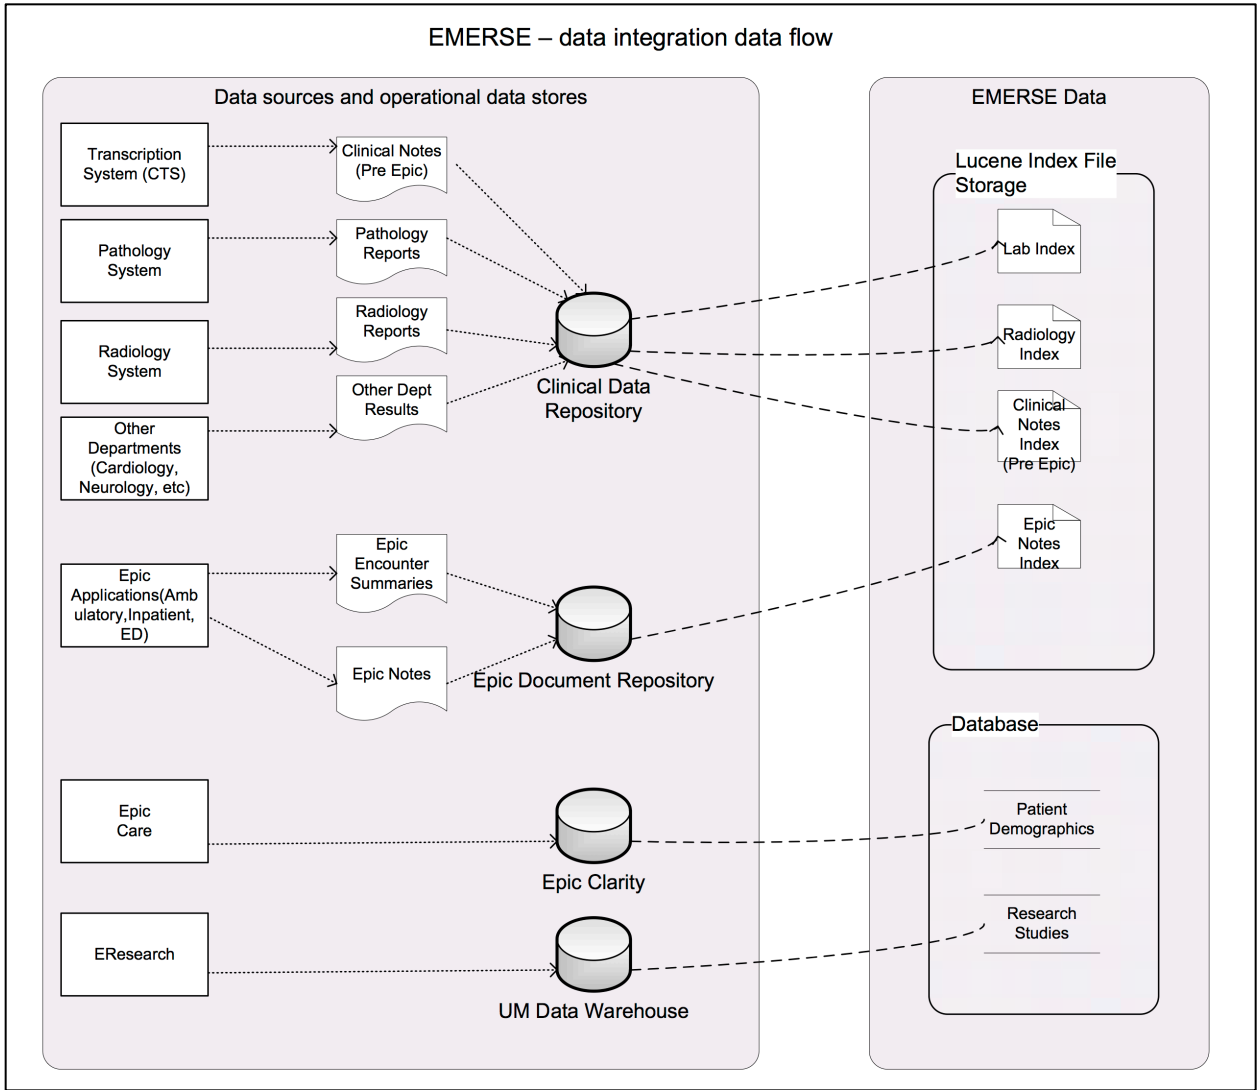 EMERSE – data integration data flow
Data sources and operational data stores
Transcription
System (CTS)
Clinical Notes
(Pre Epic)
Pathology
System
Pathology
Reports
Radiology
System
Radiology
Reports
Other
Departments
(Cardiology,
Neurology, etc)
Other Dept
Results
Clinical Data
Repository
Epic
Applications(Amb
ulatory,Inpatient,
ED)
Epic
Encounter
Summaries
Epic Notes
Epic Document Repository
Epic
Care
Epic Clarity
EResearch
UM Data Warehouse
EMERSE Data
Lucene Index File
Storage
Lab Index
Radiology
Index
Clinical
Notes
Index
(Pre Epic)
Epic
Notes
Index
Database
Patient
Demographics
Research
Studies